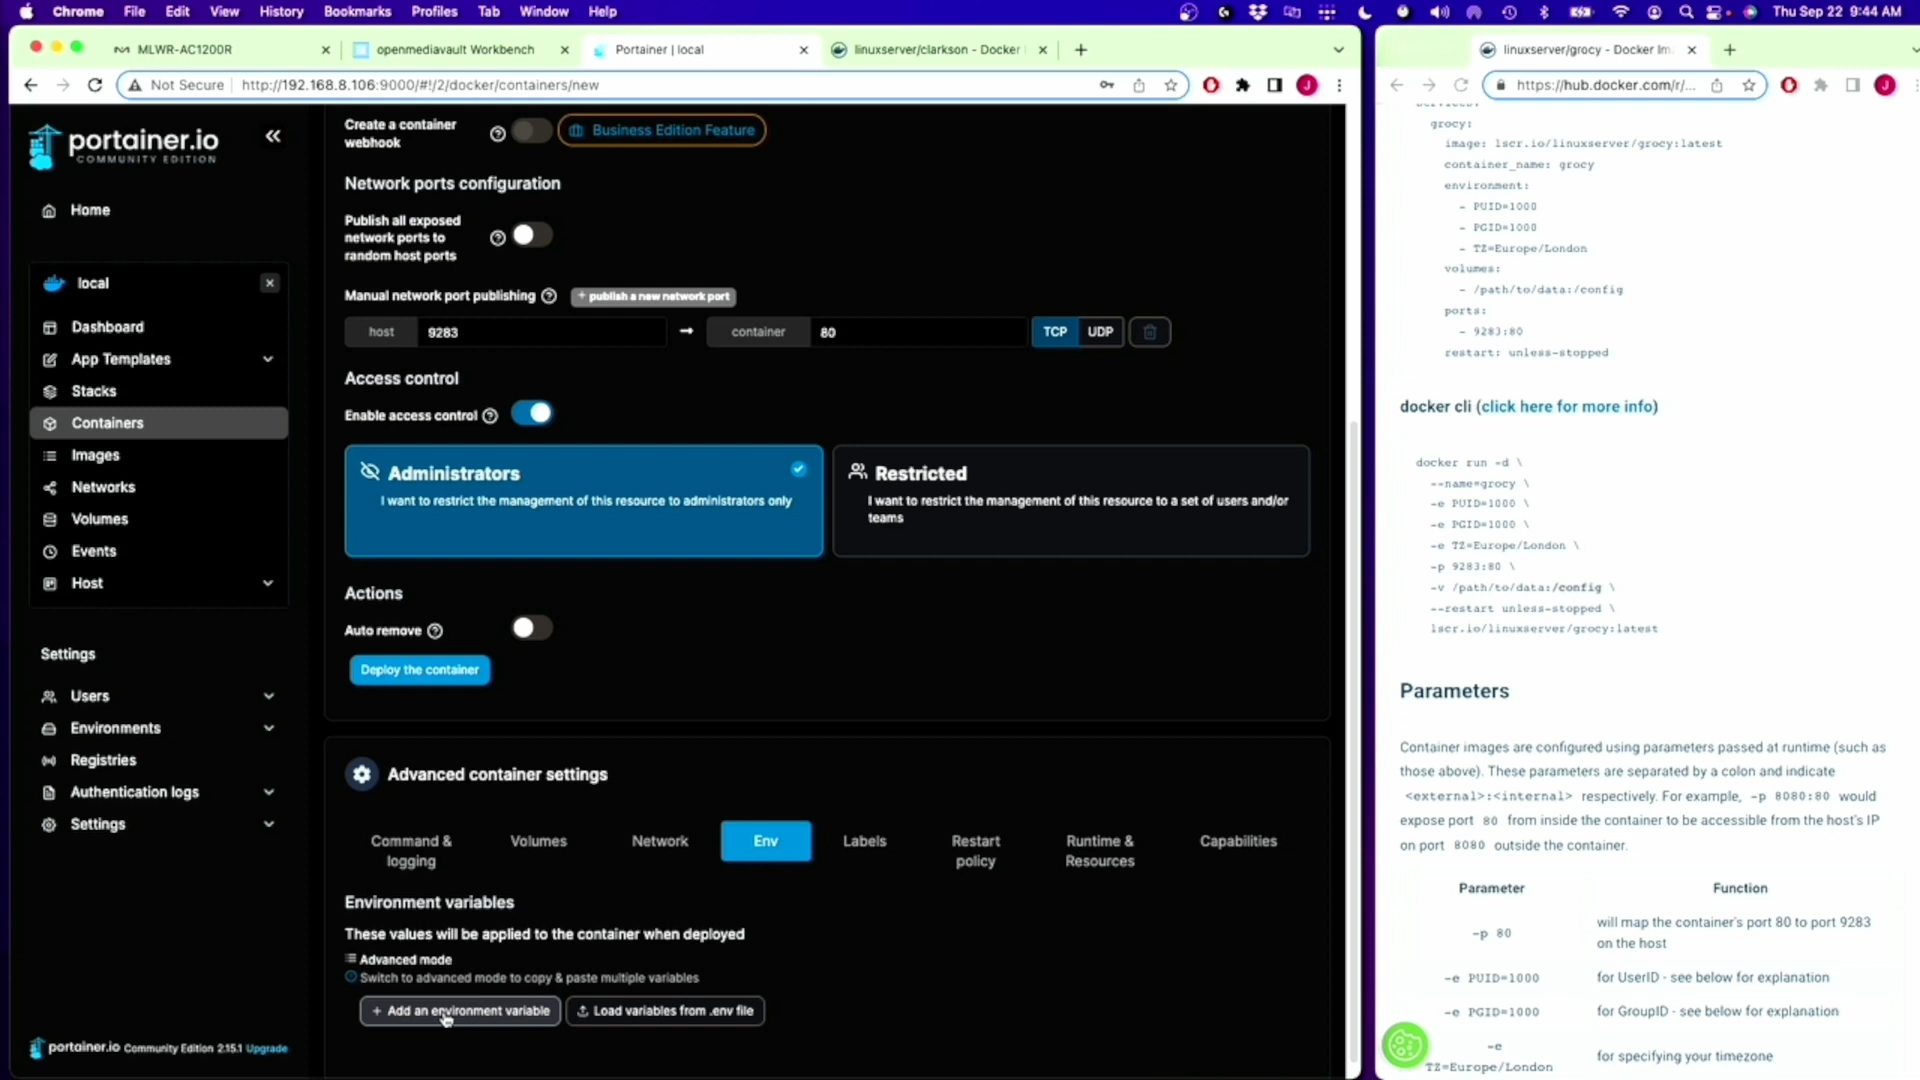 Chrome File Edit View History Bookmarks Profiles Tab Window Help
Thu Sep 22 9:44 AM
MLWR-AC1200R
openmediavault Workbench
Portainer | local
linuxserver/clarkson - Docker
Not Secure http://192.168.8.106:9000/#!/2/docker/containers/new
J
portainer.io
COMMUNITY EDITION
Home
local
Dashboard
App Templates
Stacks
Containers
Images
Networks
Volumes
Events
Host
Settings
Users
Environments
Registries
Authentication logs
Settings
portainer.io Community Edition 2.15.1 Upgrade
Create a container
webhook
Business Edition Feature
Network ports configuration
Publish all exposed
network ports to
random host ports
Manual network port publishing
+ publish a new network port
host 9283 → container 80 TCP UDP
Access control
Enable access control
Administrators
I want to restrict the management of this resource to administrators only
Restricted
I want to restrict the management of this resource to a set of users and/or
teams
Actions
Auto remove
Deploy the container
Advanced container settings
Command &
logging
Volumes
Network
Env
Labels
Restart
policy
Runtime &
Resources
Capabilities
Environment variables
These values will be applied to the container when deployed
Advanced mode
Switch to advanced mode to copy & paste multiple variables
+ Add an environment variable
Load variables from .env file
linuxserver/grocy - Docker Im
https://hub.docker.com/r/...
J
grocy:
image: lscr.io/linuxserver/grocy:latest
container_name: grocy
environment:
- PUID=1000
- PGID=1000
- TZ=Europe/London
volumes:
- /path/to/data:/config
ports:
- 9283:80
restart: unless-stopped
docker cli (click here for more info)
docker run -d \
--name=grocy \
-e PUID=1000 \
-e PGID=1000 \
-e TZ=Europe/London \
-p 9283:80 \
-v /path/to/data:/config \
--restart unless-stopped \
lscr.io/linuxserver/grocy:latest
Parameters
Container images are configured using parameters passed at runtime (such as
those above). These parameters are separated by a colon and indicate
<external>:<internal> respectively. For example, -p 8080:80 would
expose port 80 from inside the container to be accessible from the host's IP
on port 8080 outside the container.
Parameter Function
-p 80
will map the container's port 80 to port 9283
on the host
-e PUID=1000 for UserID - see below for explanation
-e PGID=1000 for GroupID - see below for explanation
-e
TZ=Europe/London
for specifying your timezone